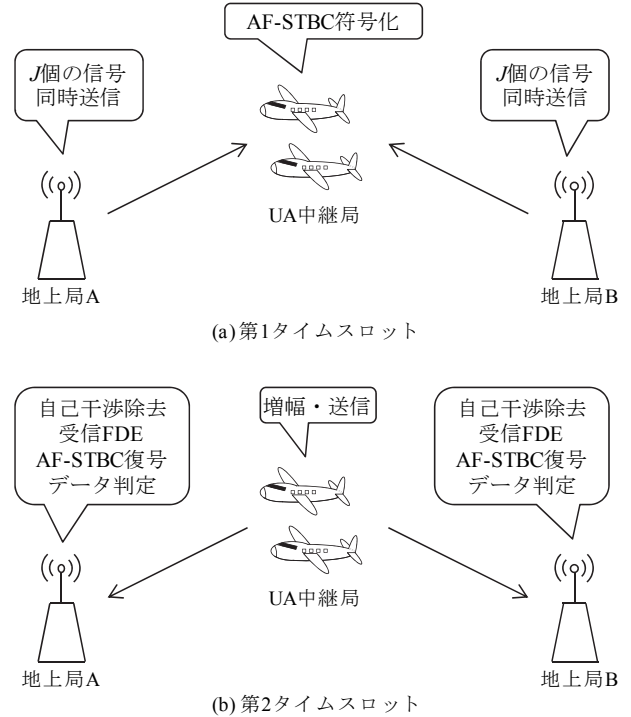 AF-STBC符号化
J個の信号
同時送信
J個の信号
同時送信
UA中継局
地上局A
地上局B
(a) 第1タイムスロット
自己干渉除去
受信FDE
AF-STBC復号
データ判定
増幅・送信
自己干渉除去
受信FDE
AF-STBC復号
データ判定
UA中継局
地上局A
地上局B
(b) 第2タイムスロット